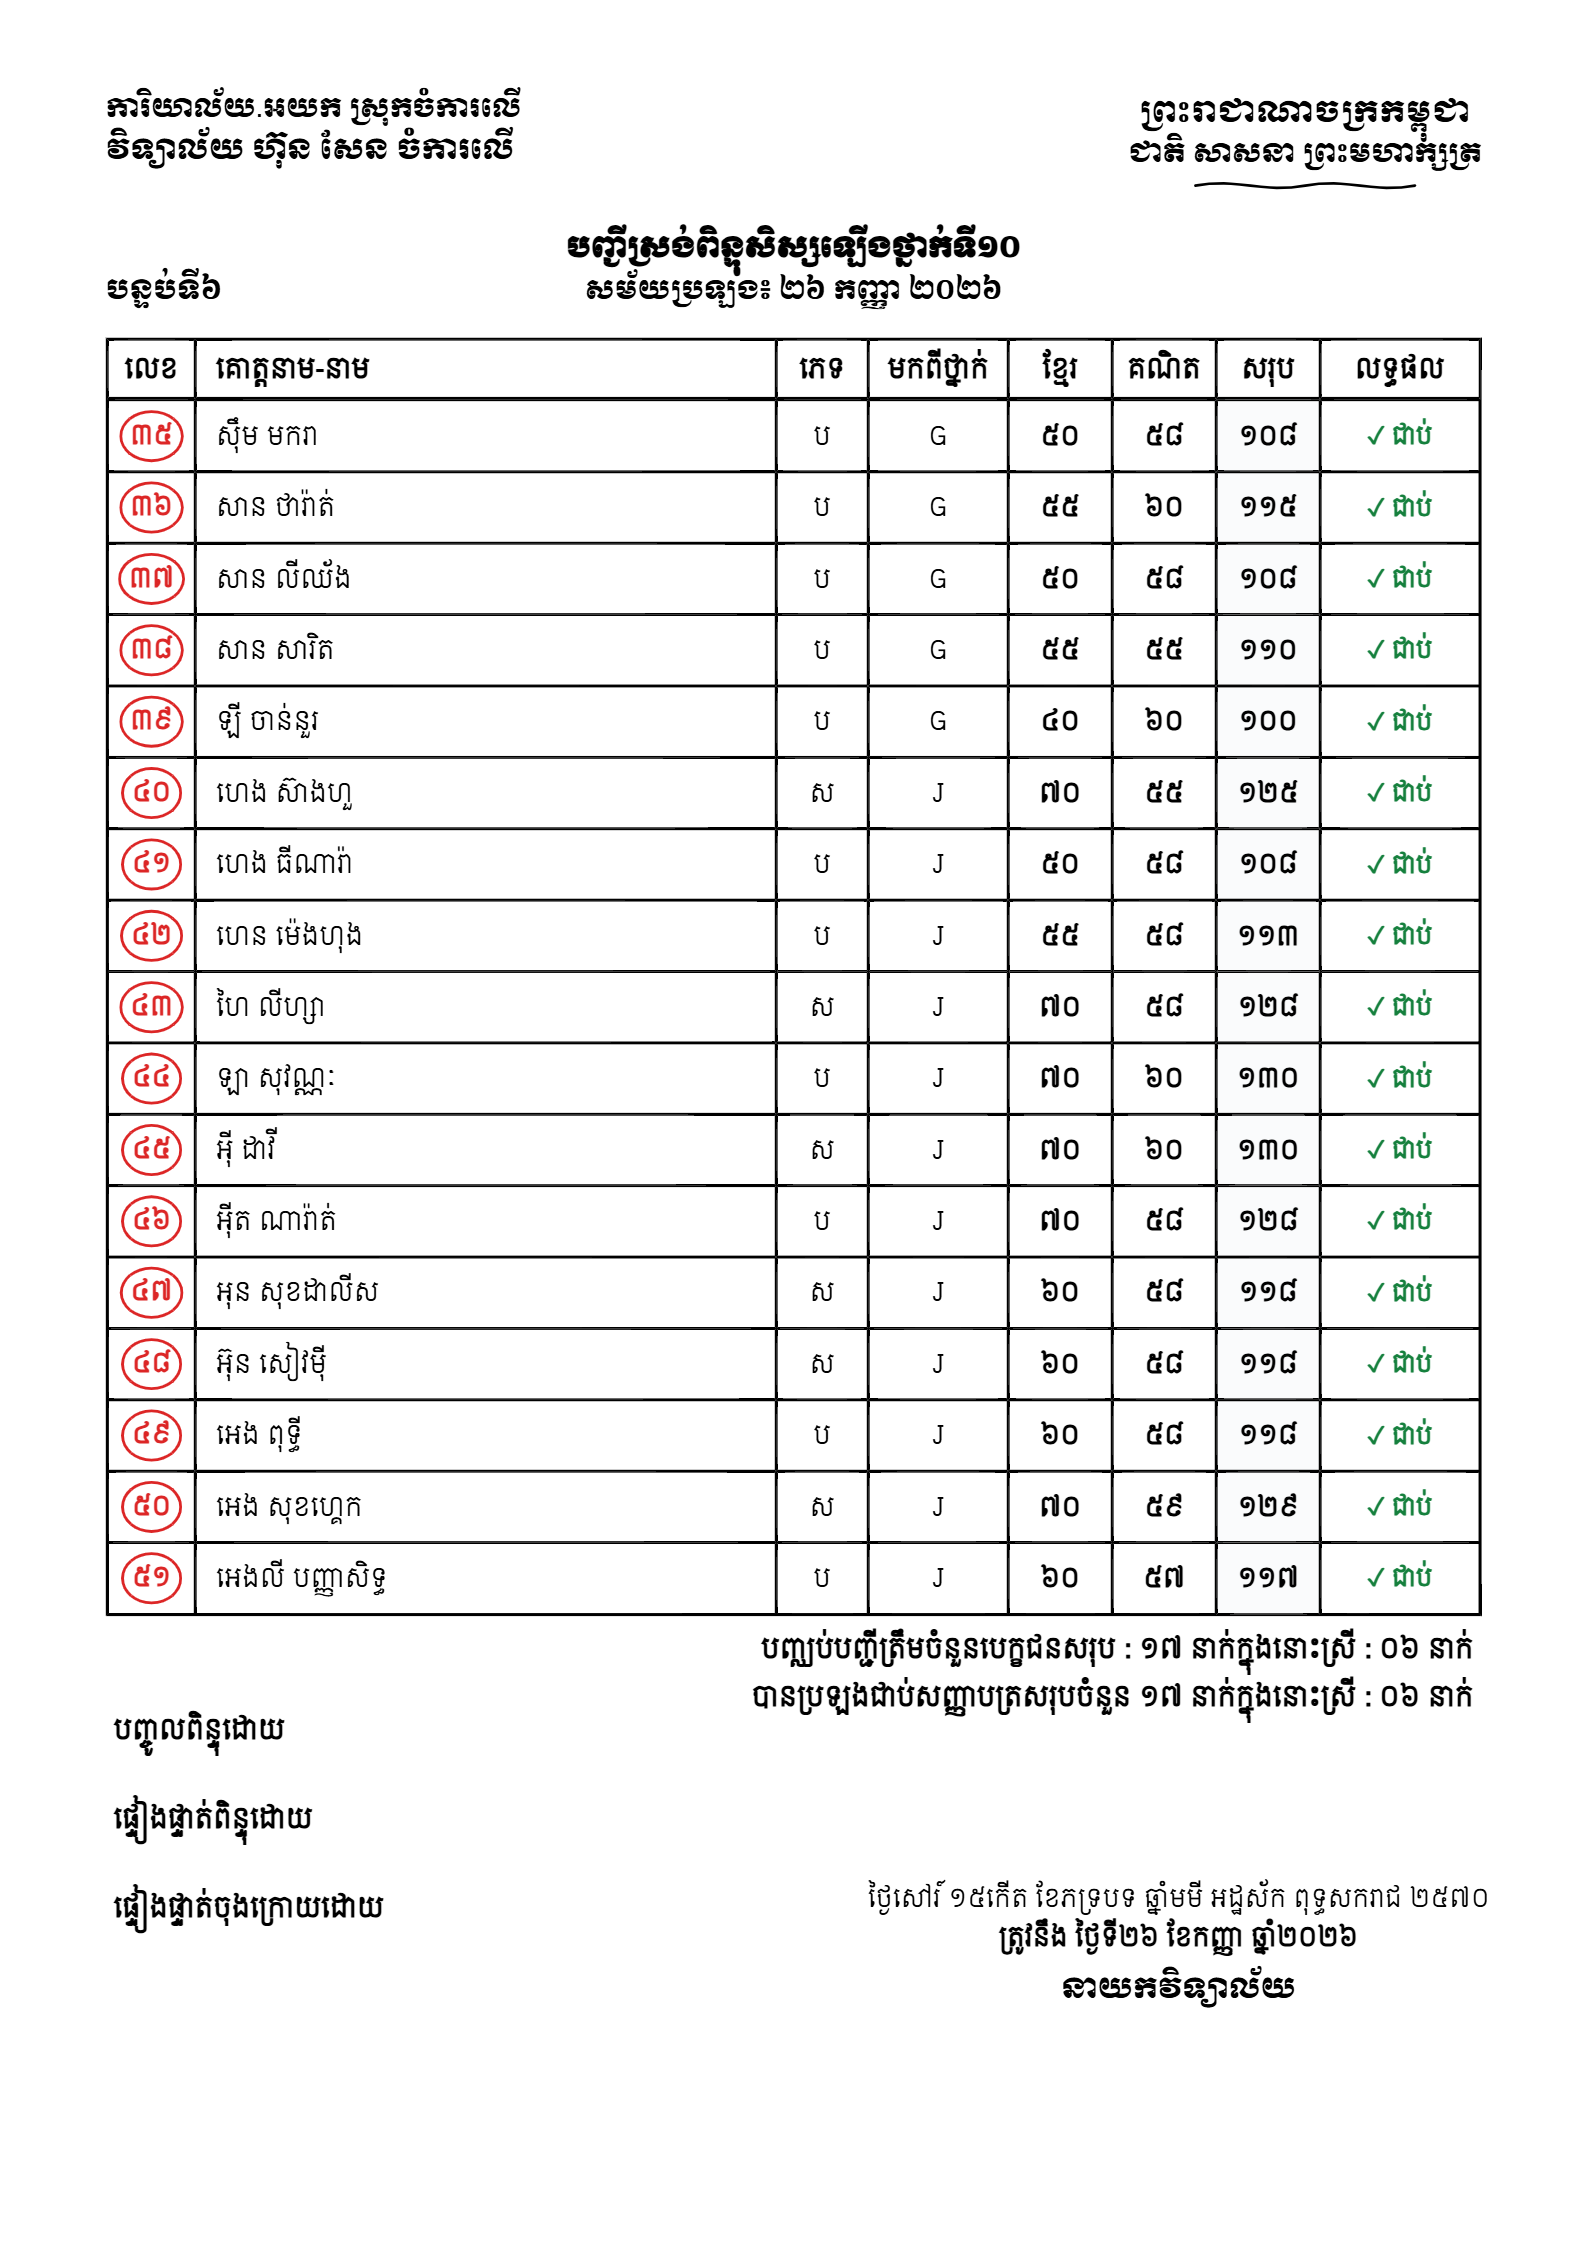 ការិយាល័យ.អយក ស្រុកចំការលើ
វិទ្យាល័យ ហ៊ុន សែន ចំការលើ
ព្រះរាជាណាចក្រកម្ពុជា
ជាតិ សាសនា ព្រះមហាក្សត្រ
បញ្ជីស្រង់ពិន្ទុសិស្សឡើងថ្នាក់ទី១០
បន្ទប់ទី៦
សម័យប្រឡង៖ ២៦ កញ្ញា ២០២៦
លេខ គោត្តនាម-នាម ភេទ មកពីថ្នាក់ ខ្មែរ គណិត សរុប លទ្ធផល
៣៥ ស៊ឹម មករា ប G ៥០ ៥៨ ១០៨ ✓ ជាប់
៣៦ សាន ថារ៉ាត់ ប G ៥៥ ៦០ ១១៥ ✓ ជាប់
៣៧ សាន លីឈ័ង ប G ៥០ ៥៨ ១០៨ ✓ ជាប់
៣៨ សាន សារិត ប G ៥៥ ៥៥ ១១០ ✓ ជាប់
៣៩ ឡី ចាន់នួរ ប G ៤០ ៦០ ១០០ ✓ ជាប់
៤០ ហេង ស៊ាងហួ ស J ៧០ ៥៥ ១២៥ ✓ ជាប់
៤១ ហេង ធីណារ៉ា ប J ៥០ ៥៨ ១០៨ ✓ ជាប់
៤២ ហេន ម៉េងហុង ប J ៥៥ ៥៨ ១១៣ ✓ ជាប់
៤៣ ហៃ លីហ្សា ស J ៧០ ៥៨ ១២៨ ✓ ជាប់
៤៤ ឡា សុវណ្ណៈ ប J ៧០ ៦០ ១៣០ ✓ ជាប់
៤៥ អ៊ី ដាវី ស J ៧០ ៦០ ១៣០ ✓ ជាប់
៤៦ អ៊ីត ណារ៉ាត់ ប J ៧០ ៥៨ ១២៨ ✓ ជាប់
៤៧ អុន សុខដាលីស ស J ៦០ ៥៨ ១១៨ ✓ ជាប់
៤៨ អ៊ុន សៀវម៉ី ស J ៦០ ៥៨ ១១៨ ✓ ជាប់
៤៩ អេង ពុទ្ធី ប J ៦០ ៥៨ ១១៨ ✓ ជាប់
៥០ អេង សុខហ្គេក ស J ៧០ ៥៩ ១២៩ ✓ ជាប់
៥១ អេងលី បញ្ញាសិទ្ធ ប J ៦០ ៥៧ ១១៧ ✓ ជាប់
បញ្ឈប់បញ្ជីត្រឹមចំនួនបេក្ខជនសរុប : ១៧ នាក់ក្នុងនោះស្រី : ០៦ នាក់
បានប្រឡងជាប់សញ្ញាបត្រសរុបចំនួន ១៧ នាក់ក្នុងនោះស្រី : ០៦ នាក់
បញ្ចូលពិន្ទុដោយ
ផ្ទៀងផ្ទាត់ពិន្ទុដោយ
ផ្ទៀងផ្ទាត់ចុងក្រោយដោយ
ថ្ងៃសៅរ៍ ១៥កើត ខែភទ្របទ ឆ្នាំមមី អដ្ឋស័ក ពុទ្ធសករាជ ២៥៧០
ត្រូវនឹង ថ្ងៃទី២៦ ខែកញ្ញា ឆ្នាំ២០២៦
នាយកវិទ្យាល័យ